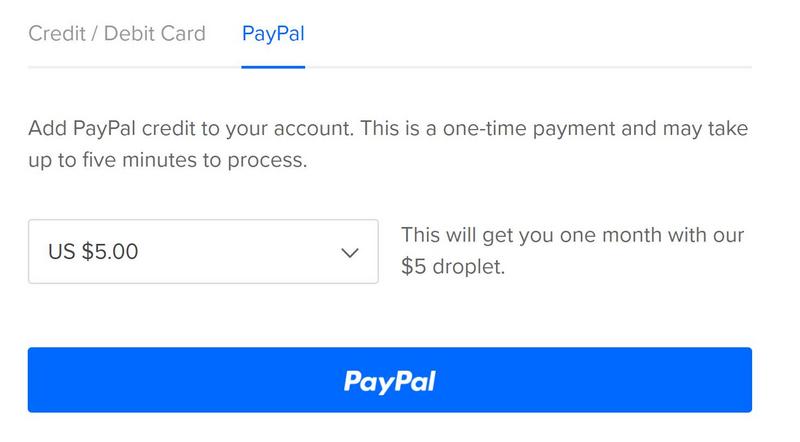 Credit / Debit Card PayPal
Add PayPal credit to your account. This is a one-time payment and may take
up to five minutes to process.
US $5.00
This will get you one month with our
$5 droplet.
PayPal